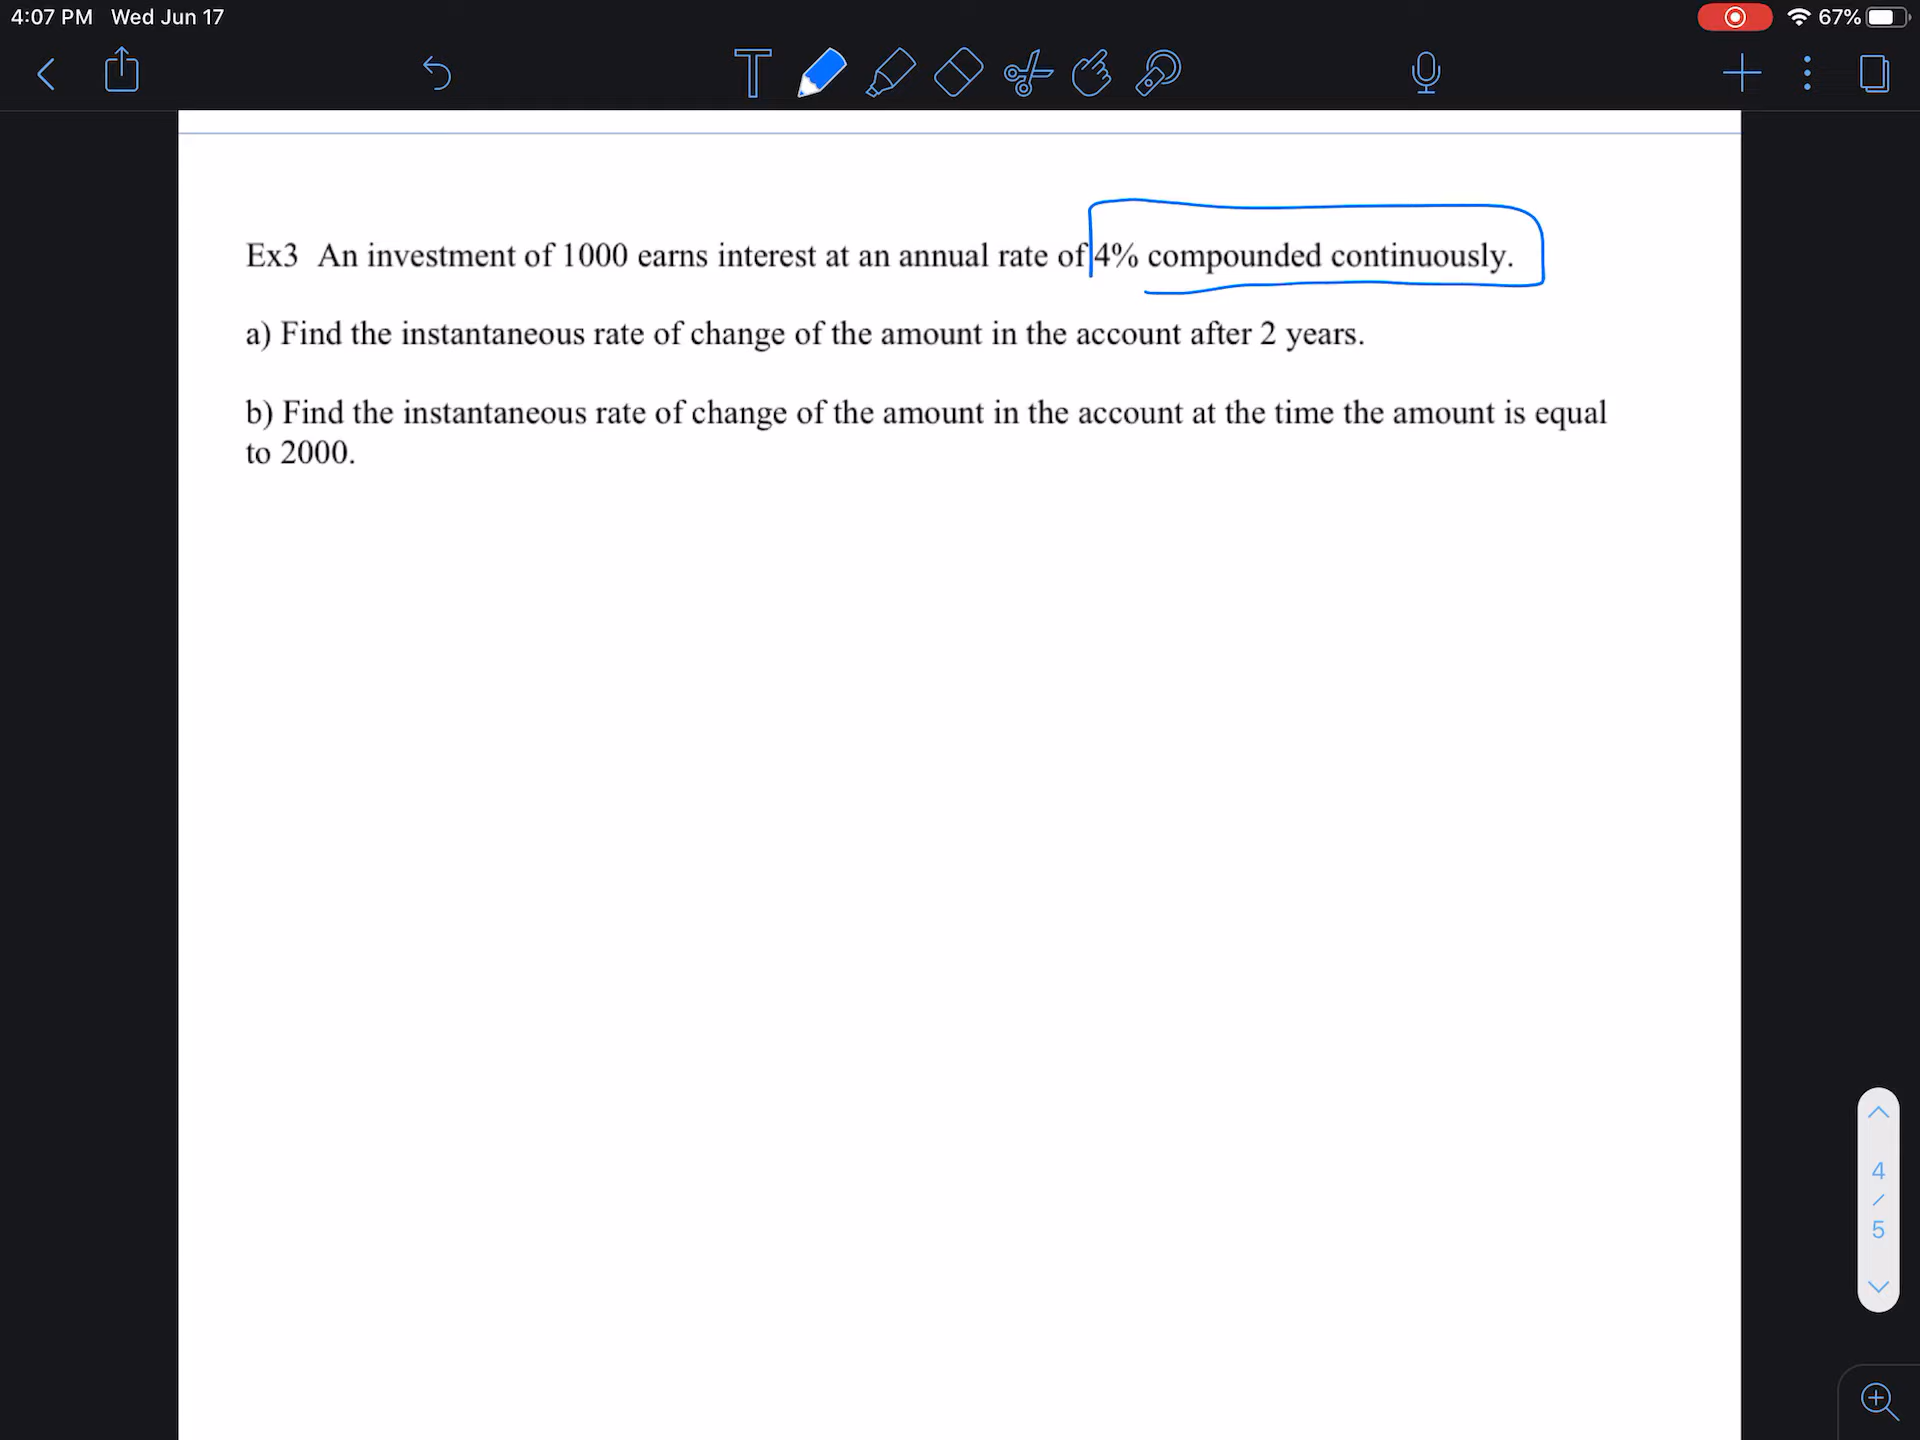 4:07 PM Wed Jun 17
67%
T
Ex3 An investment of 1000 earns interest at an annual rate of 4% compounded continuously.
a) Find the instantaneous rate of change of the amount in the account after 2 years.
b) Find the instantaneous rate of change of the amount in the account at the time the amount is equal
to 2000.
4
/
5